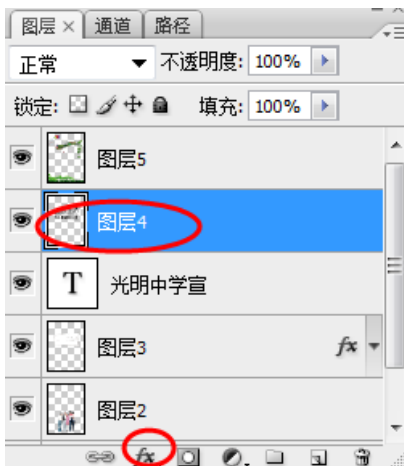 图层 × 通道 路径
正常 不透明度: 100%
锁定: 填充: 100%
图层5
图层4
T 光明中学宣
图层3 fx
图层2
fx